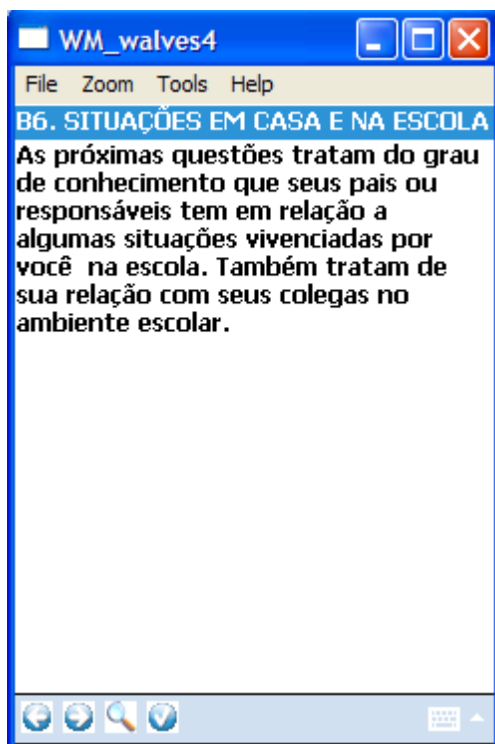 WM_walves4
File Zoom Tools Help
B6. SITUAÇÕES EM CASA E NA ESCOLA
As próximas questões tratam do grau
de conhecimento que seus pais ou
responsáveis tem em relação a
algumas situações vivenciadas por
você  na escola. Também tratam de
sua relação com seus colegas no
ambiente escolar.